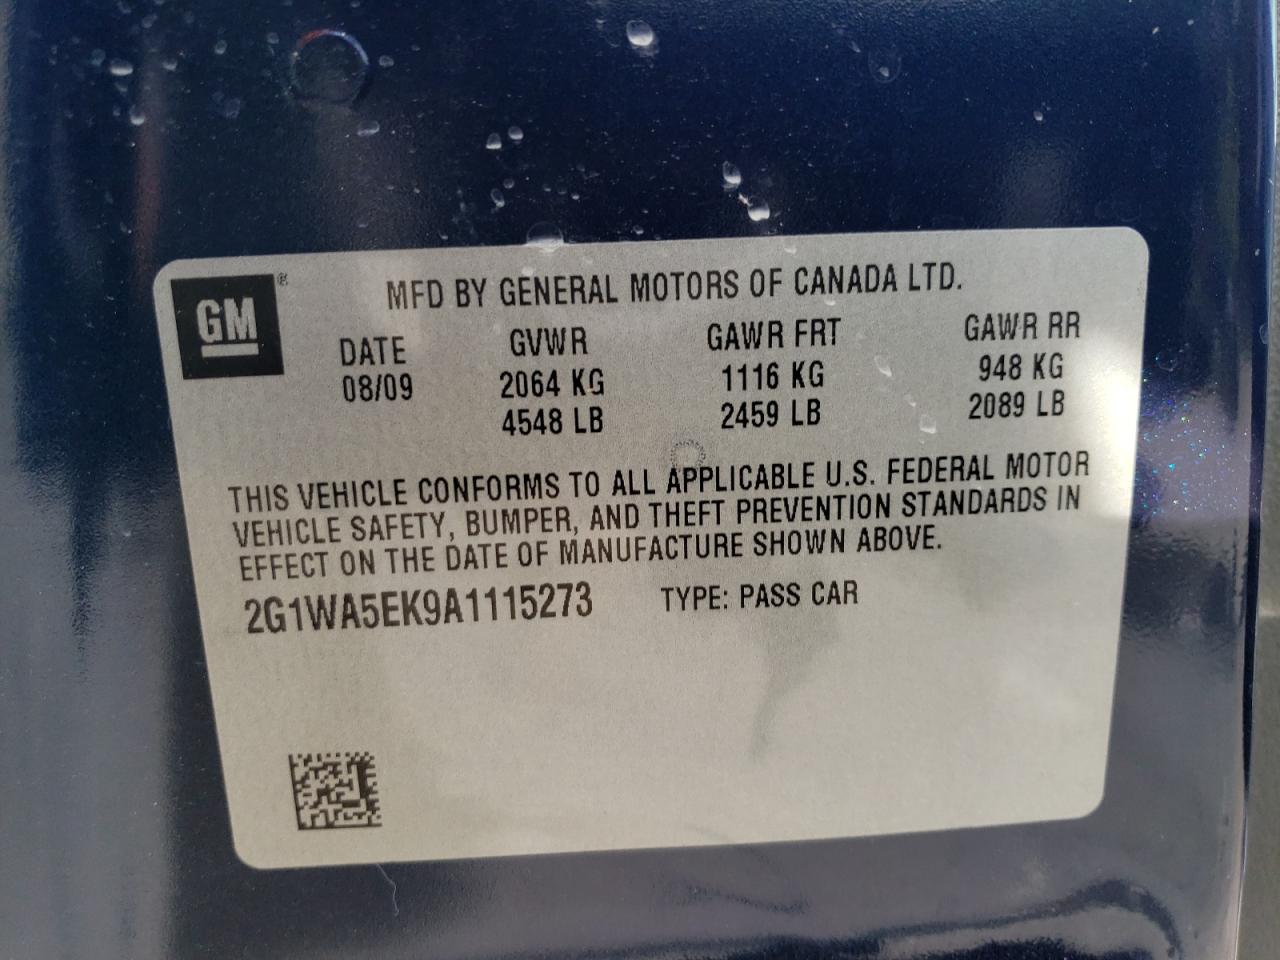 GM®
MFD BY GENERAL MOTORS OF CANADA LTD.
DATE GVWR GAWR FRT GAWR RR
08/09 2064 KG 1116 KG 948 KG
4548 LB 2459 LB 2089 LB
THIS VEHICLE CONFORMS TO ALL APPLICABLE U.S. FEDERAL MOTOR
VEHICLE SAFETY, BUMPER, AND THEFT PREVENTION STANDARDS IN
EFFECT ON THE DATE OF MANUFACTURE SHOWN ABOVE.
2G1WA5EK9A1115273 TYPE: PASS CAR